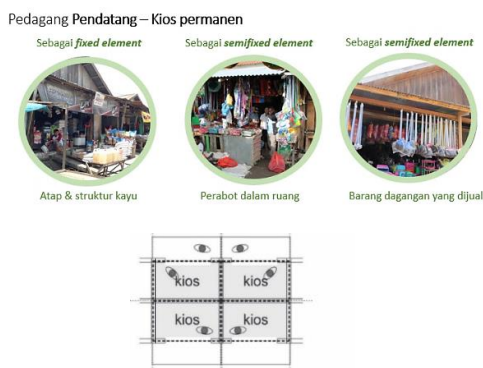 Pedagang Pendatang – Kios permanen
Sebagai fixed element
Sebagai semifixed element
Sebagai semifixed element
Atap & struktur kayu
Perabot dalam ruang
Barang dagangan yang dijual
kios
kios
kios
kios